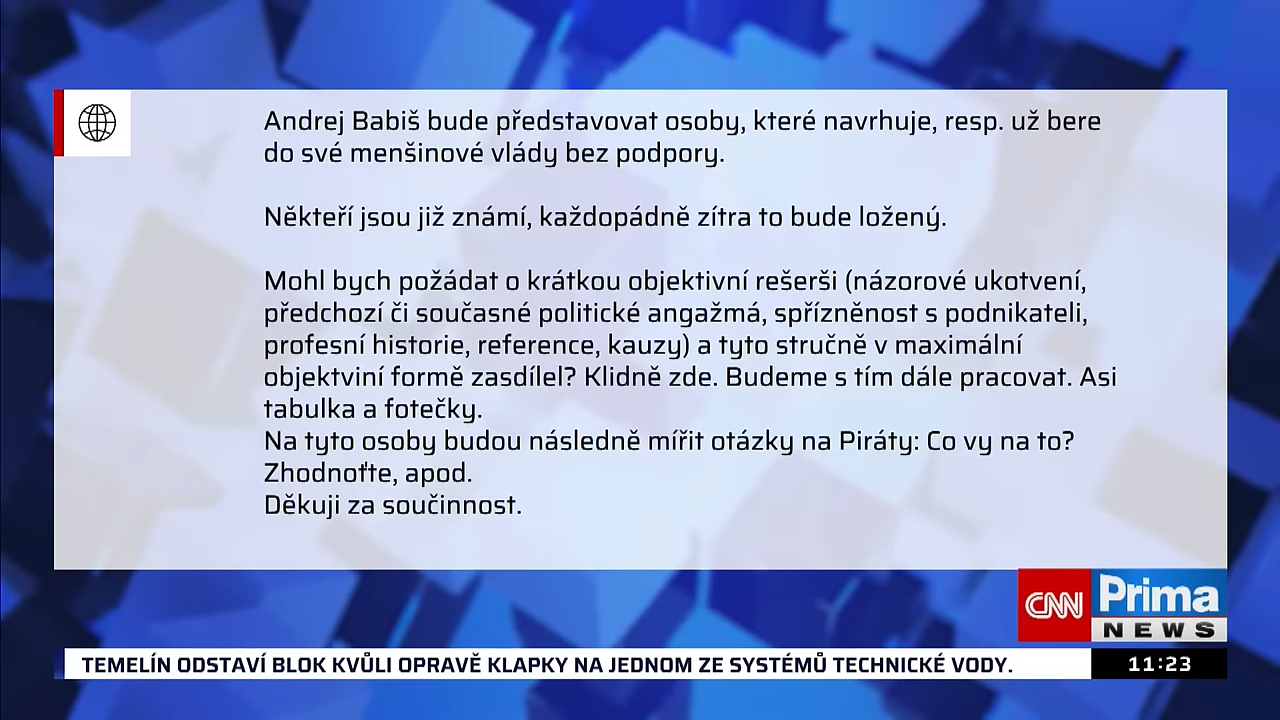 Andrej Babiš bude představovat osoby, které navrhuje, resp. už bere
do své menšinové vlády bez podpory.
Někteří jsou již známí, každopádně zítra to bude ložený.
Mohl bych požádat o krátkou objektivní rešerši (názorové ukotvení,
předchozí či současné politické angažmá, spřízněnost s podnikateli,
profesní historie, reference, kauzy) a tyto stručně v maximální
objektviní formě zasdílel? Klidně zde. Budeme s tím dále pracovat. Asi
tabulka a fotečky.
Na tyto osoby budou následně mířit otázky na Piráty: Co vy na to?
Zhodnoťte, apod.
Děkuji za součinnost.
CNN Prima
NEWS
TEMELÍN ODSTAVÍ BLOK KVŮLI OPRAVĚ KLAPKY NA JEDNOM ZE SYSTÉMŮ TECHNICKÉ VODY.
11:23